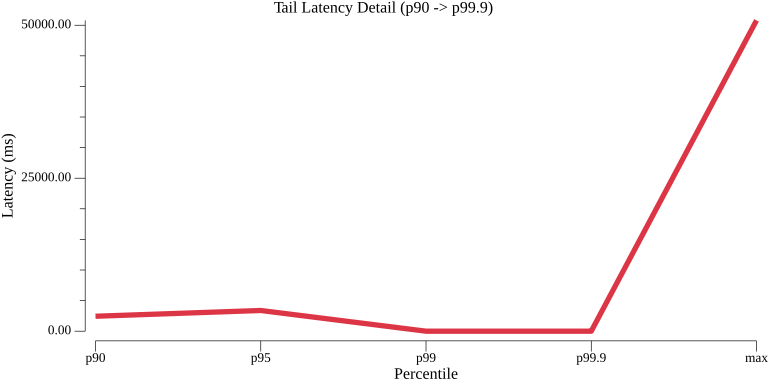 Tail Latency Detail (p90 -> p99.9)
50000.00
25000.00
0.00
Latency (ms)
p90 p95 p99 p99.9 max
Percentile